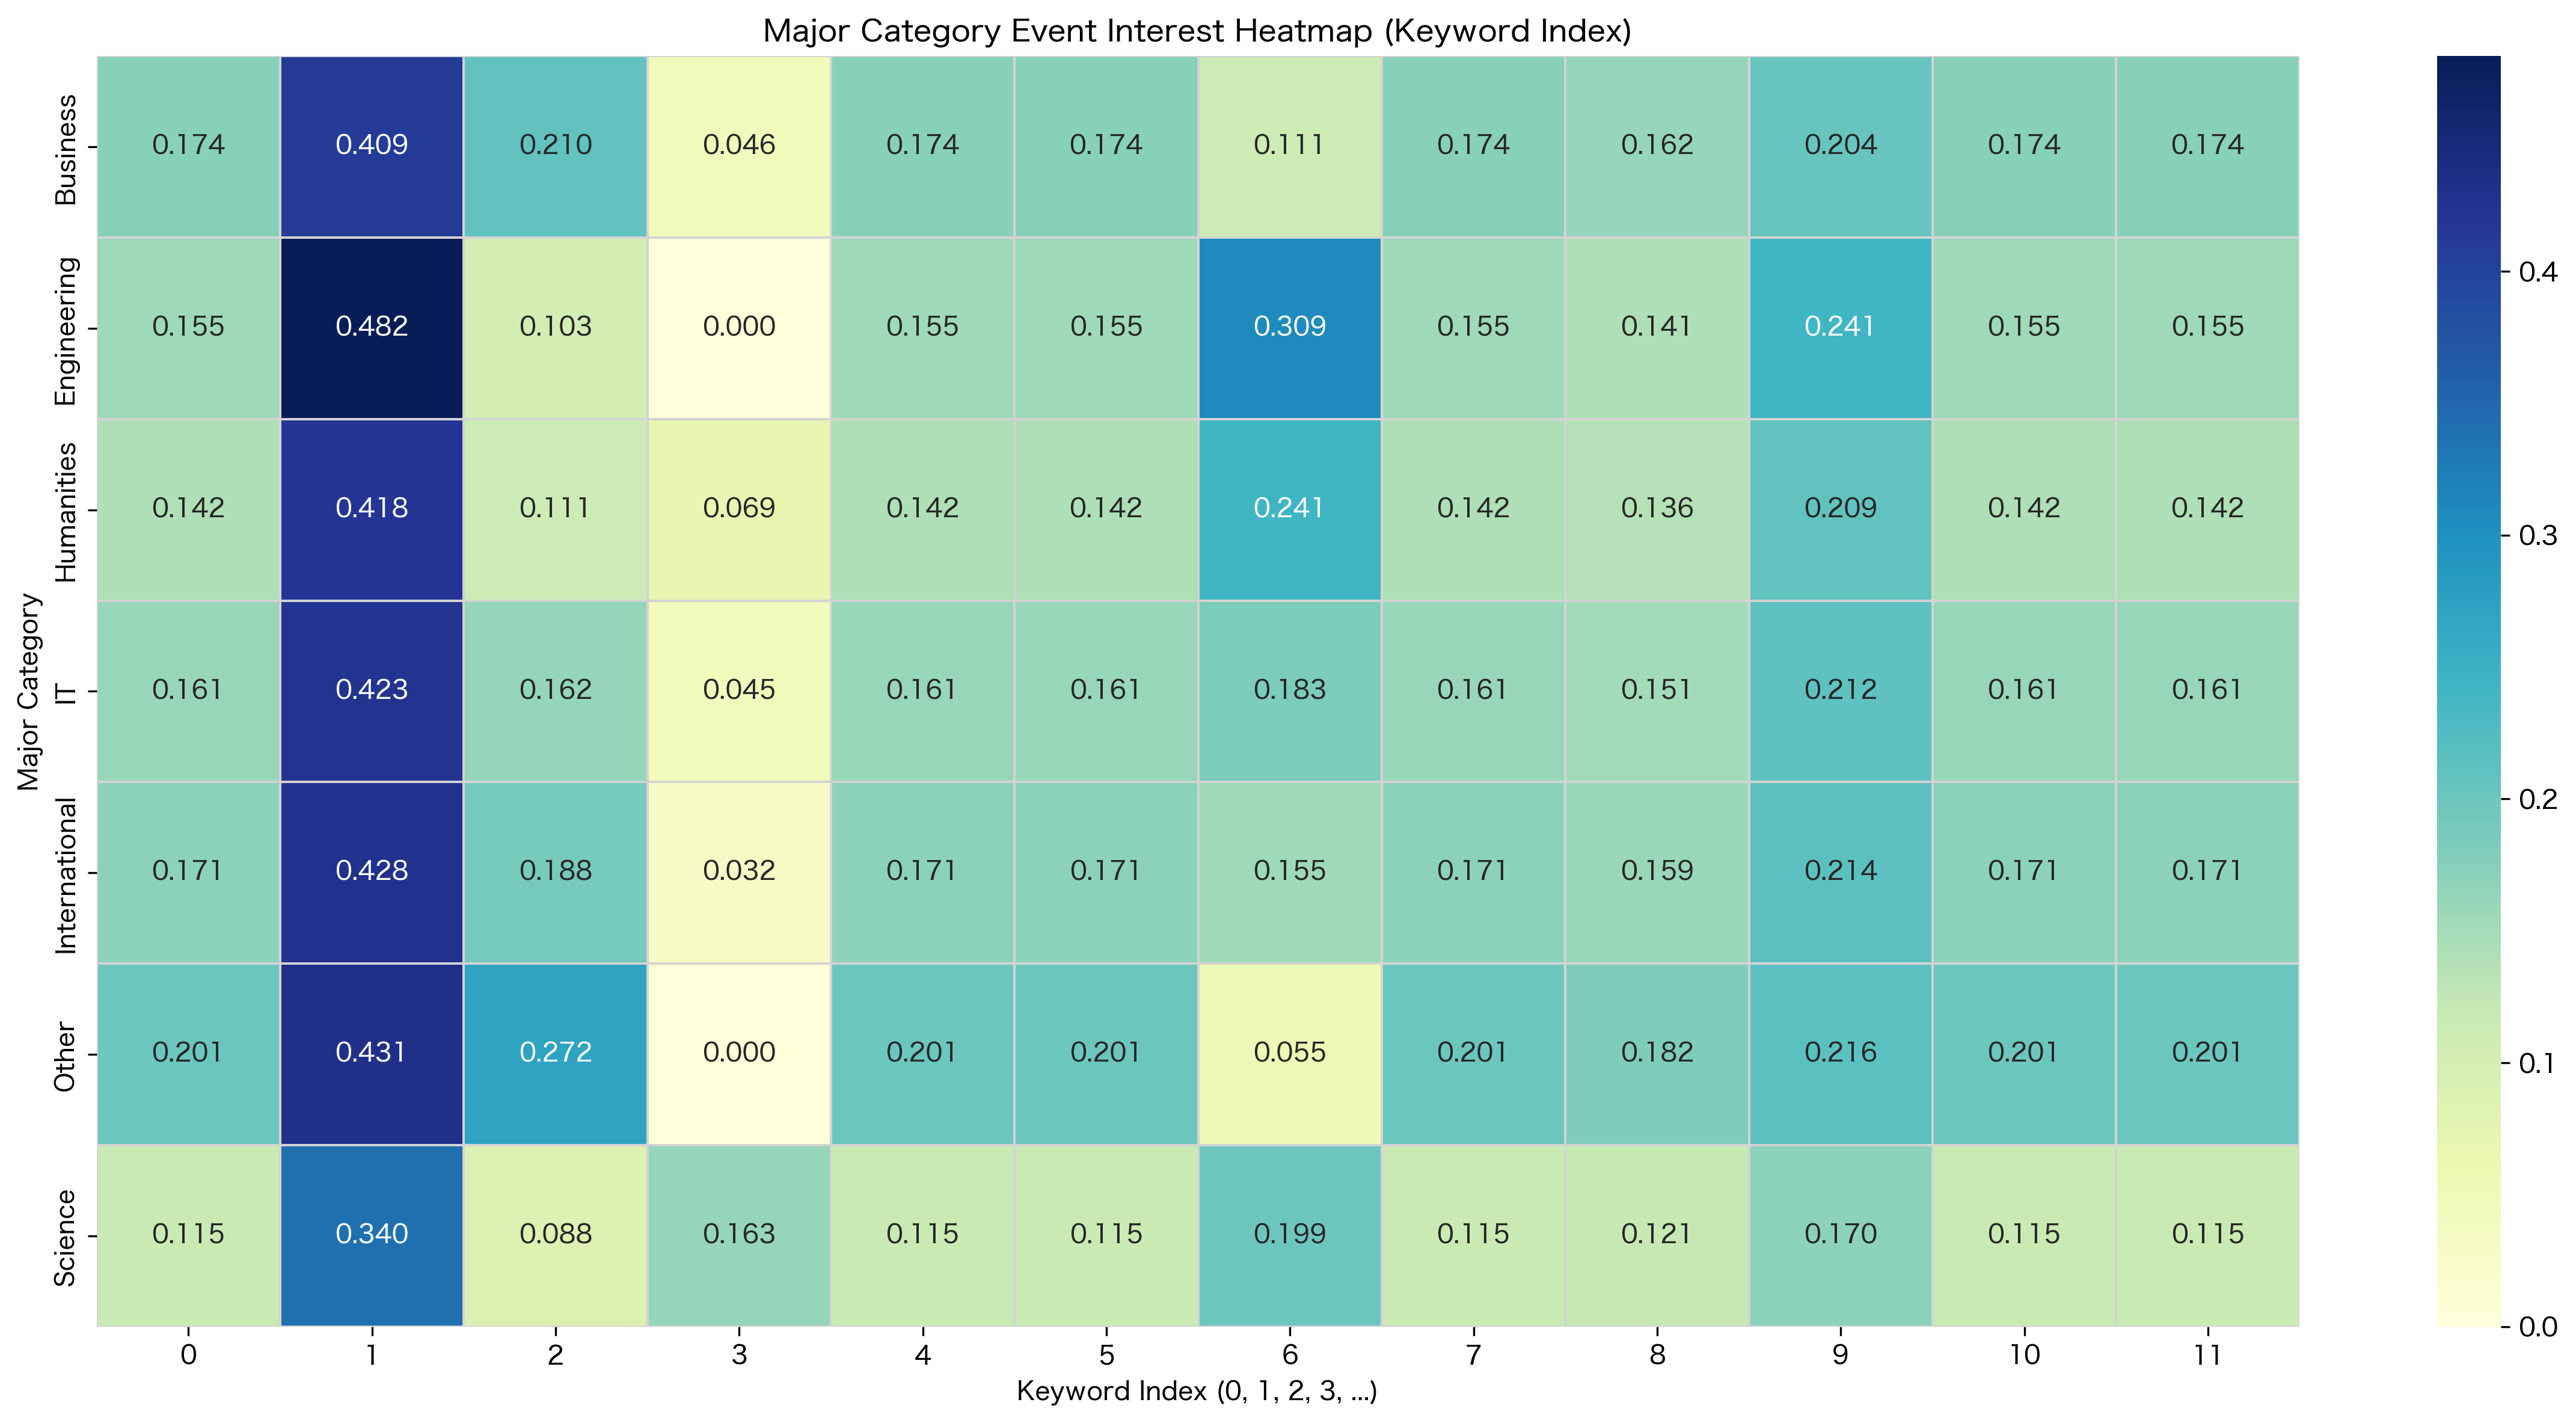 Major Category Event Interest Heatmap (Keyword Index)
Major Category
Business 0.174 0.409 0.210 0.046 0.174 0.174 0.111 0.174 0.162 0.204 0.174 0.174
Engineering 0.155 0.482 0.103 0.000 0.155 0.155 0.309 0.155 0.141 0.241 0.155 0.155
Humanities 0.142 0.418 0.111 0.069 0.142 0.142 0.241 0.142 0.136 0.209 0.142 0.142
IT 0.161 0.423 0.162 0.045 0.161 0.161 0.183 0.161 0.151 0.212 0.161 0.161
International 0.171 0.428 0.188 0.032 0.171 0.171 0.155 0.171 0.159 0.214 0.171 0.171
Other 0.201 0.431 0.272 0.000 0.201 0.201 0.055 0.201 0.182 0.216 0.201 0.201
Science 0.115 0.340 0.088 0.163 0.115 0.115 0.199 0.115 0.121 0.170 0.115 0.115
0 1 2 3 4 5 6 7 8 9 10 11
Keyword Index (0, 1, 2, 3, ...)
0.4
0.3
0.2
0.1
0.0